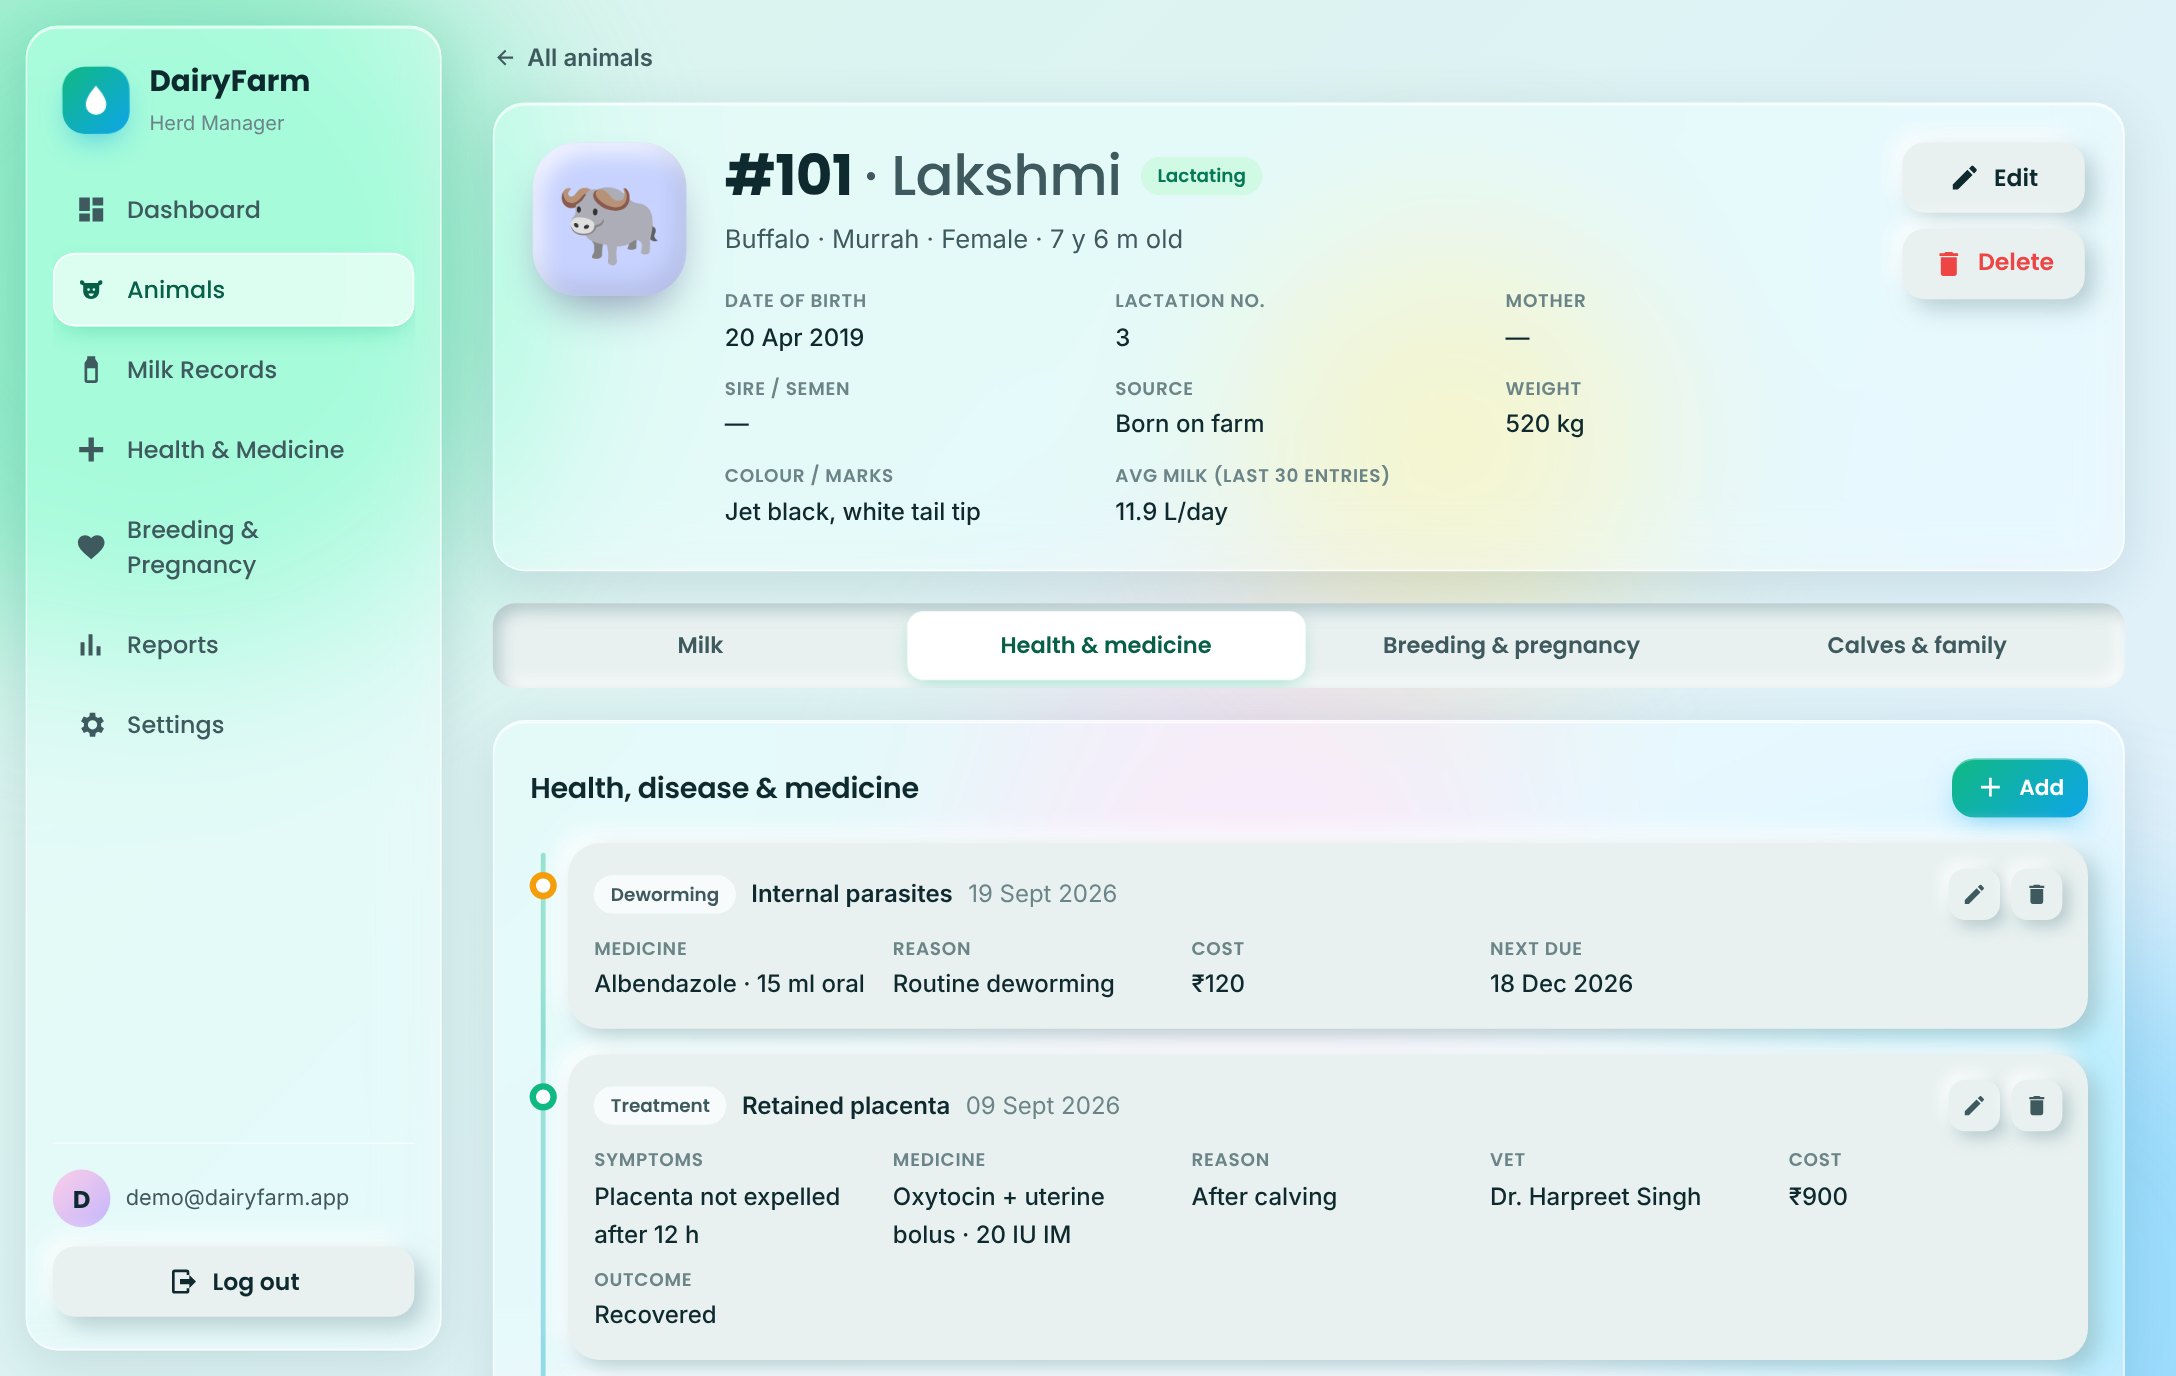 DairyFarm
Herd Manager
Dashboard
Animals
Milk Records
Health & Medicine
Breeding &
Pregnancy
Reports
Settings
D demo@dairyfarm.app
Log out
← All animals
#101 · Lakshmi Lactating
Buffalo · Murrah · Female · 7 y 6 m old
Edit
Delete
DATE OF BIRTH LACTATION NO. MOTHER
20 Apr 2019 3 —
SIRE / SEMEN SOURCE WEIGHT
— Born on farm 520 kg
COLOUR / MARKS AVG MILK (LAST 30 ENTRIES)
Jet black, white tail tip 11.9 L/day
Milk Health & medicine Breeding & pregnancy Calves & family
Health, disease & medicine + Add
Deworming Internal parasites 19 Sept 2026
MEDICINE REASON COST NEXT DUE
Albendazole · 15 ml oral Routine deworming ₹120 18 Dec 2026
Treatment Retained placenta 09 Sept 2026
SYMPTOMS MEDICINE REASON VET COST
Placenta not expelled Oxytocin + uterine After calving Dr. Harpreet Singh ₹900
after 12 h bolus · 20 IU IM
OUTCOME
Recovered